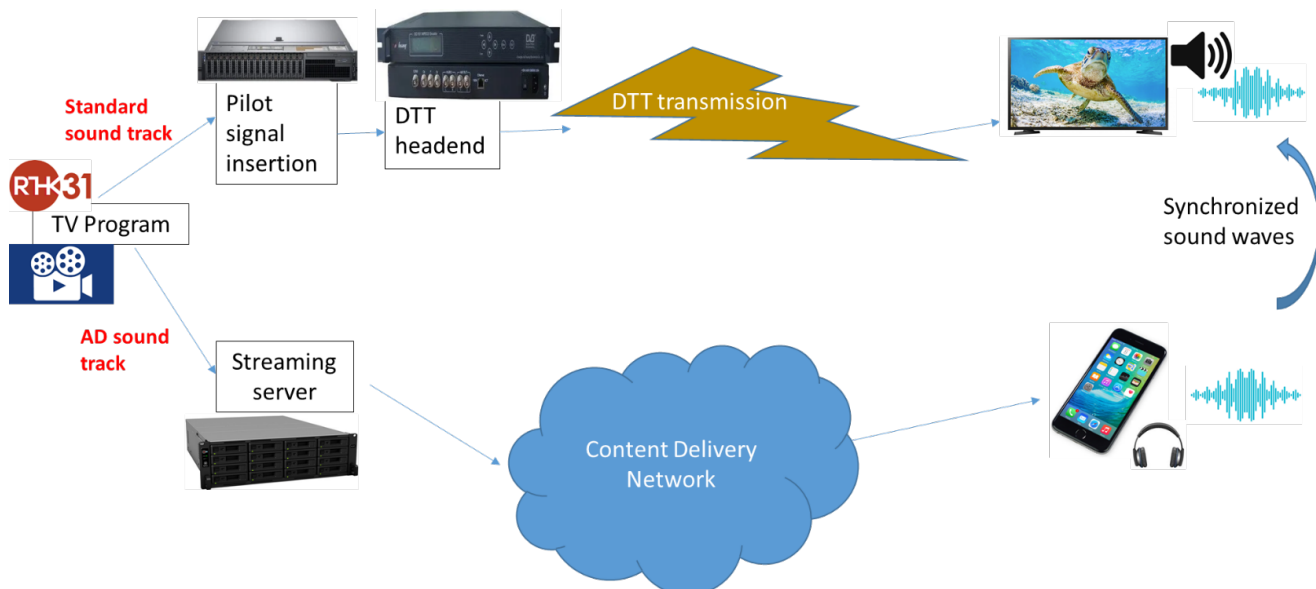 Standard
sound track
Pilot
signal
insertion
DTT
headend
DTT transmission
RTHK31
TV Program
Synchronized
sound waves
AD sound
track
Streaming
server
Content Delivery
Network